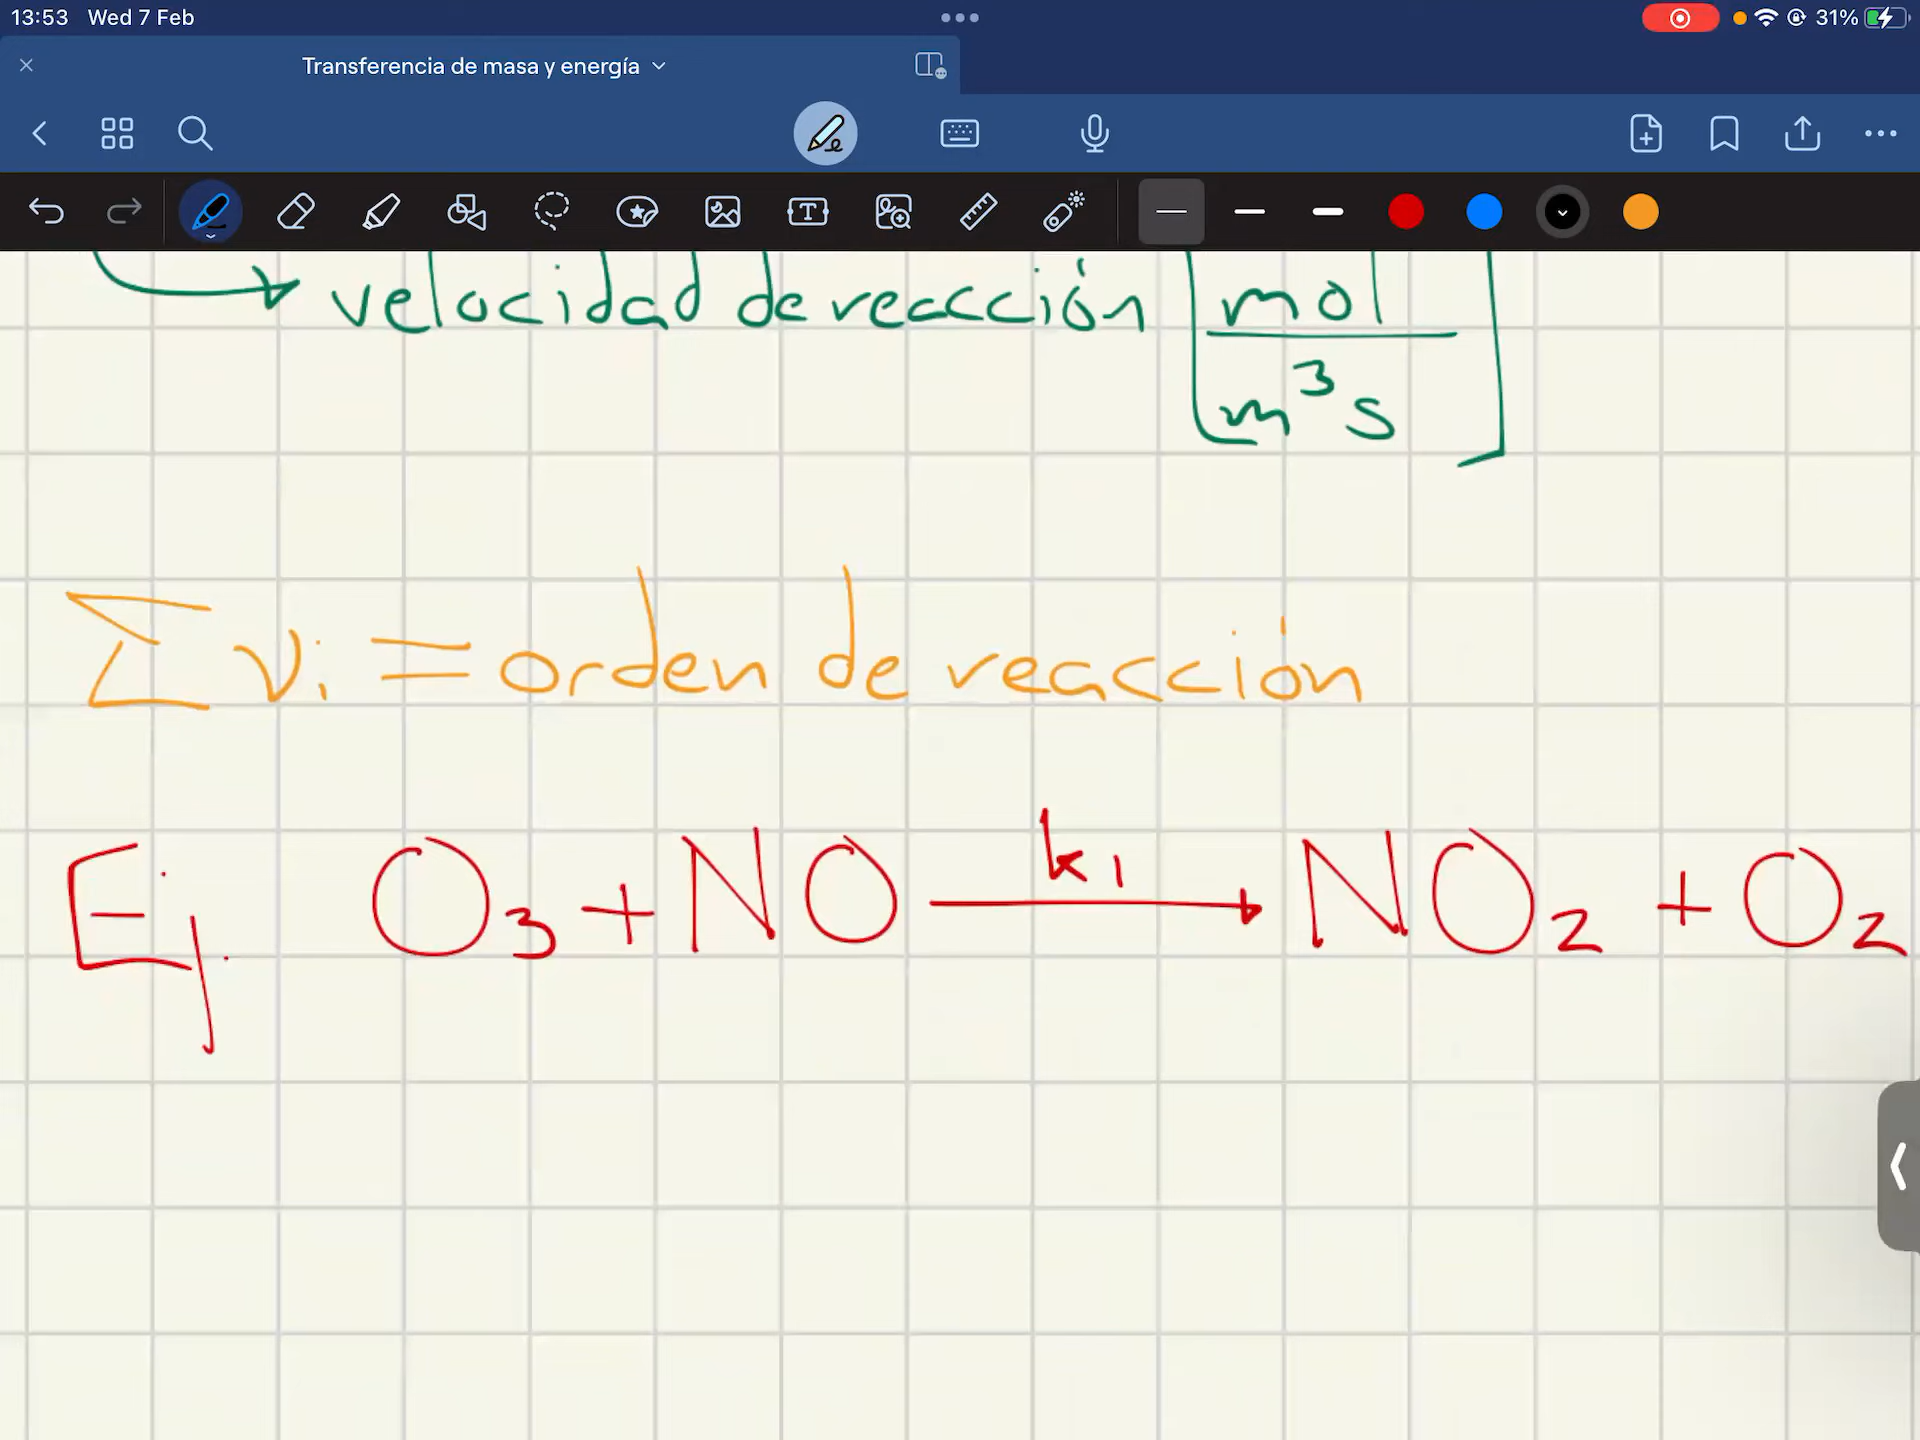 13:53 Wed 7 Feb
31%
Transferencia de masa y energía
velocidad de reacción [mol / m³s]
Σ νi = orden de reacción
Ej. O₃ + NO —k₁→ NO₂ + O₂